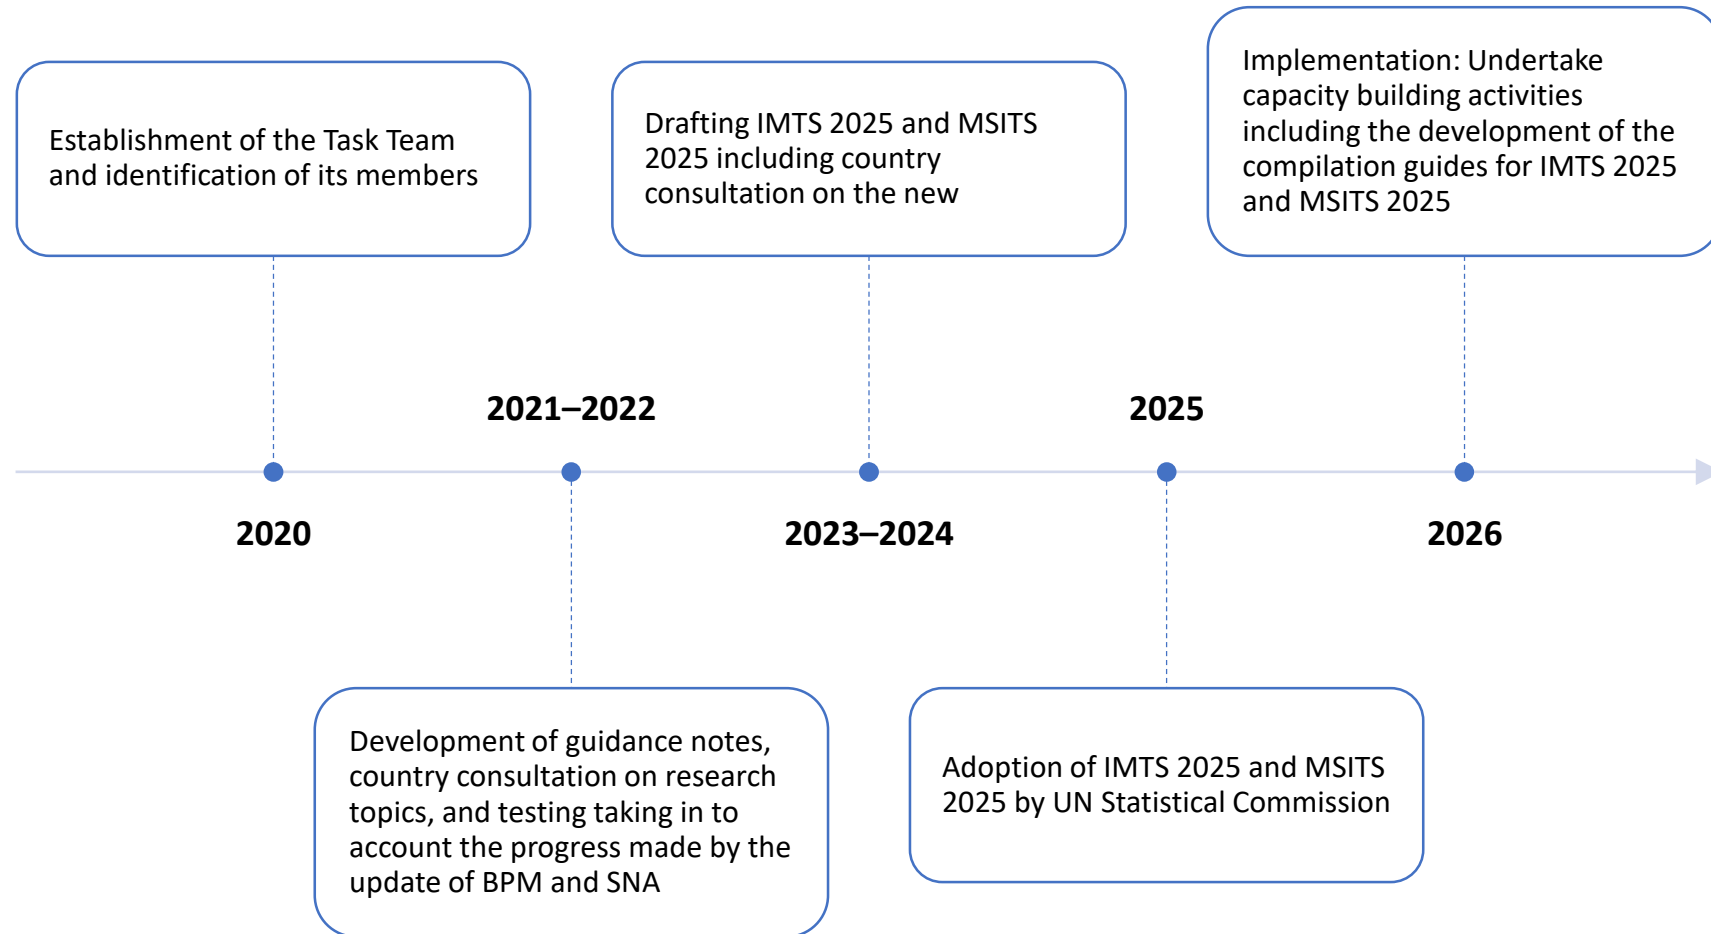 Establishment of the Task Team
and identification of its members
Drafting IMTS 2025 and MSITS
2025 including country
consultation on the new
Implementation: Undertake
capacity building activities
including the development of the
compilation guides for IMTS 2025
and MSITS 2025
2021–2022
2025
2020
2023–2024
2026
Development of guidance notes,
country consultation on research
topics, and testing taking in to
account the progress made by the
update of BPM and SNA
Adoption of IMTS 2025 and MSITS
2025 by UN Statistical Commission